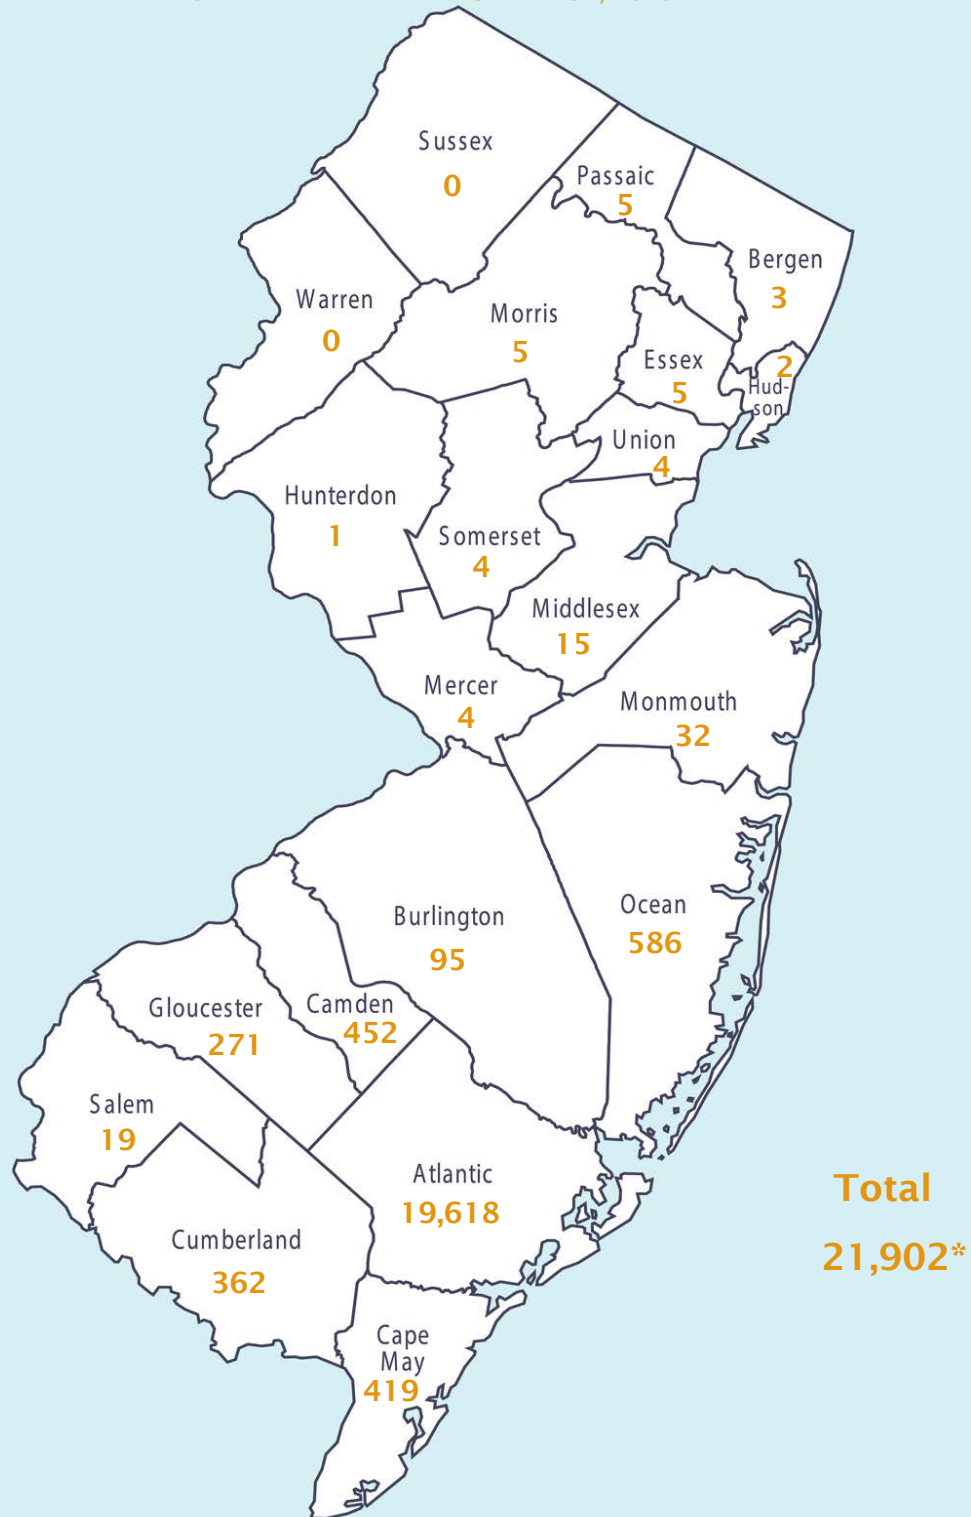 Sussex
0
Passaic
5
Bergen
3
Warren
0
Morris
5
Essex
5
2
Hud-
son
Union
4
Hunterdon
1
Somerset
4
Middlesex
15
Mercer
4
Monmouth
32
Burlington
95
Ocean
586
Gloucester
271
Camden
452
Salem
19
Atlantic
19,618
Total
21,902*
Cumberland
362
Cape
May
419